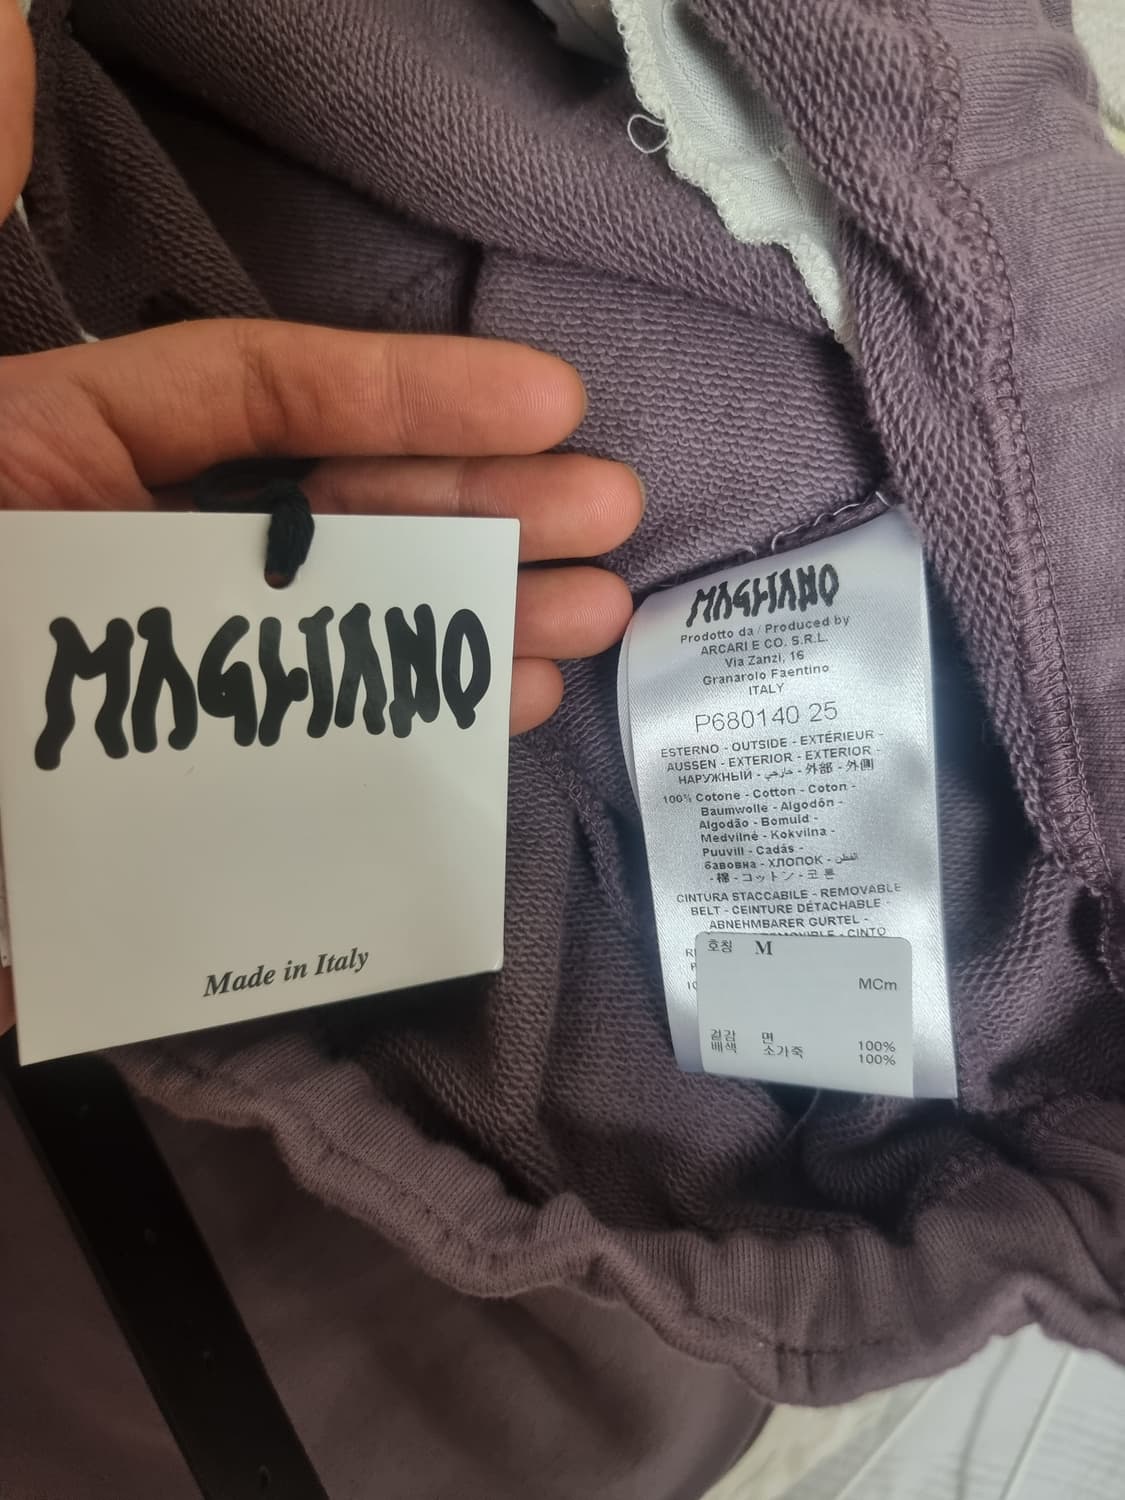 MAGLIANO
Made in Italy
MAGLIANO
Prodotto da / Produced by
ARCARI E CO. S.R.L.
Via Zanzi, 16
Granarolo Faentino
ITALY
P680140 25
ESTERNO - OUTSIDE - EXTÉRIEUR -
AUSSEN - EXTERIOR - EXTERIOR -
НАРУЖНЫЙ - خارجي - 外部 - 外側
100% Cotone - Cotton - Coton -
Baumwolle - Algodôn -
Algodão - Bomuld -
Medvilné - Kokvilna -
Puuvill - Cadás -
бавовна - ХЛОПОК - القطن
- 棉 - コットン - 코튼
CINTURA STACCABILE - REMOVABLE
BELT - CEINTURE DÉTACHABLE -
ABNEHMBARER GURTEL -
- CINTO
호칭 M
MCm
겉감 면 100%
배색 소가죽 100%